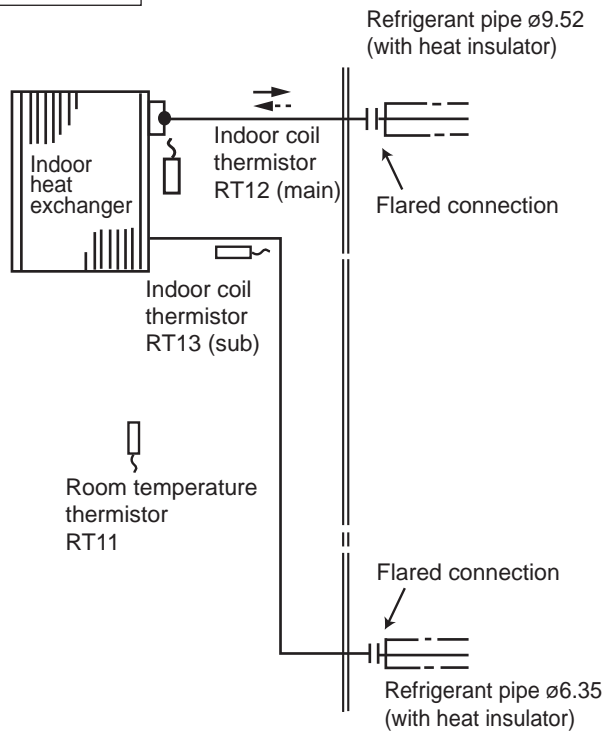 Refrigerant pipe ø9.52
(with heat insulator)
Indoor
heat
exchanger
Indoor coil
thermistor
RT12 (main)
Flared connection
Indoor coil
thermistor
RT13 (sub)
Room temperature
thermistor
RT11
Flared connection
Refrigerant pipe ø6.35
(with heat insulator)